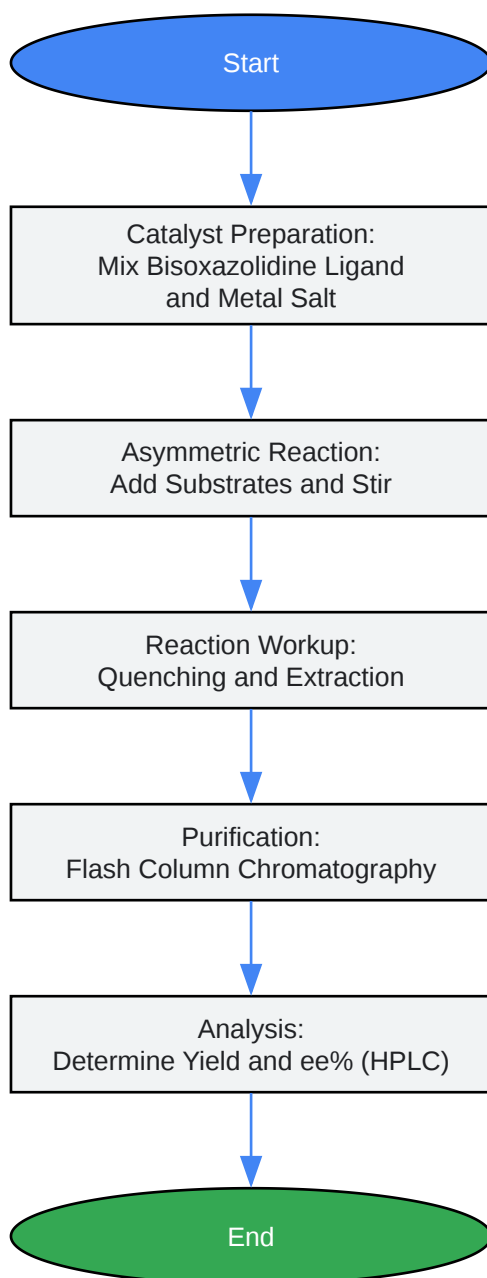 Start
Catalyst Preparation:
Mix Bisoxazolidine Ligand
and Metal Salt
Asymmetric Reaction:
Add Substrates and Stir
Reaction Workup:
Quenching and Extraction
Purification:
Flash Column Chromatography
Analysis:
Determine Yield and ee% (HPLC)
End